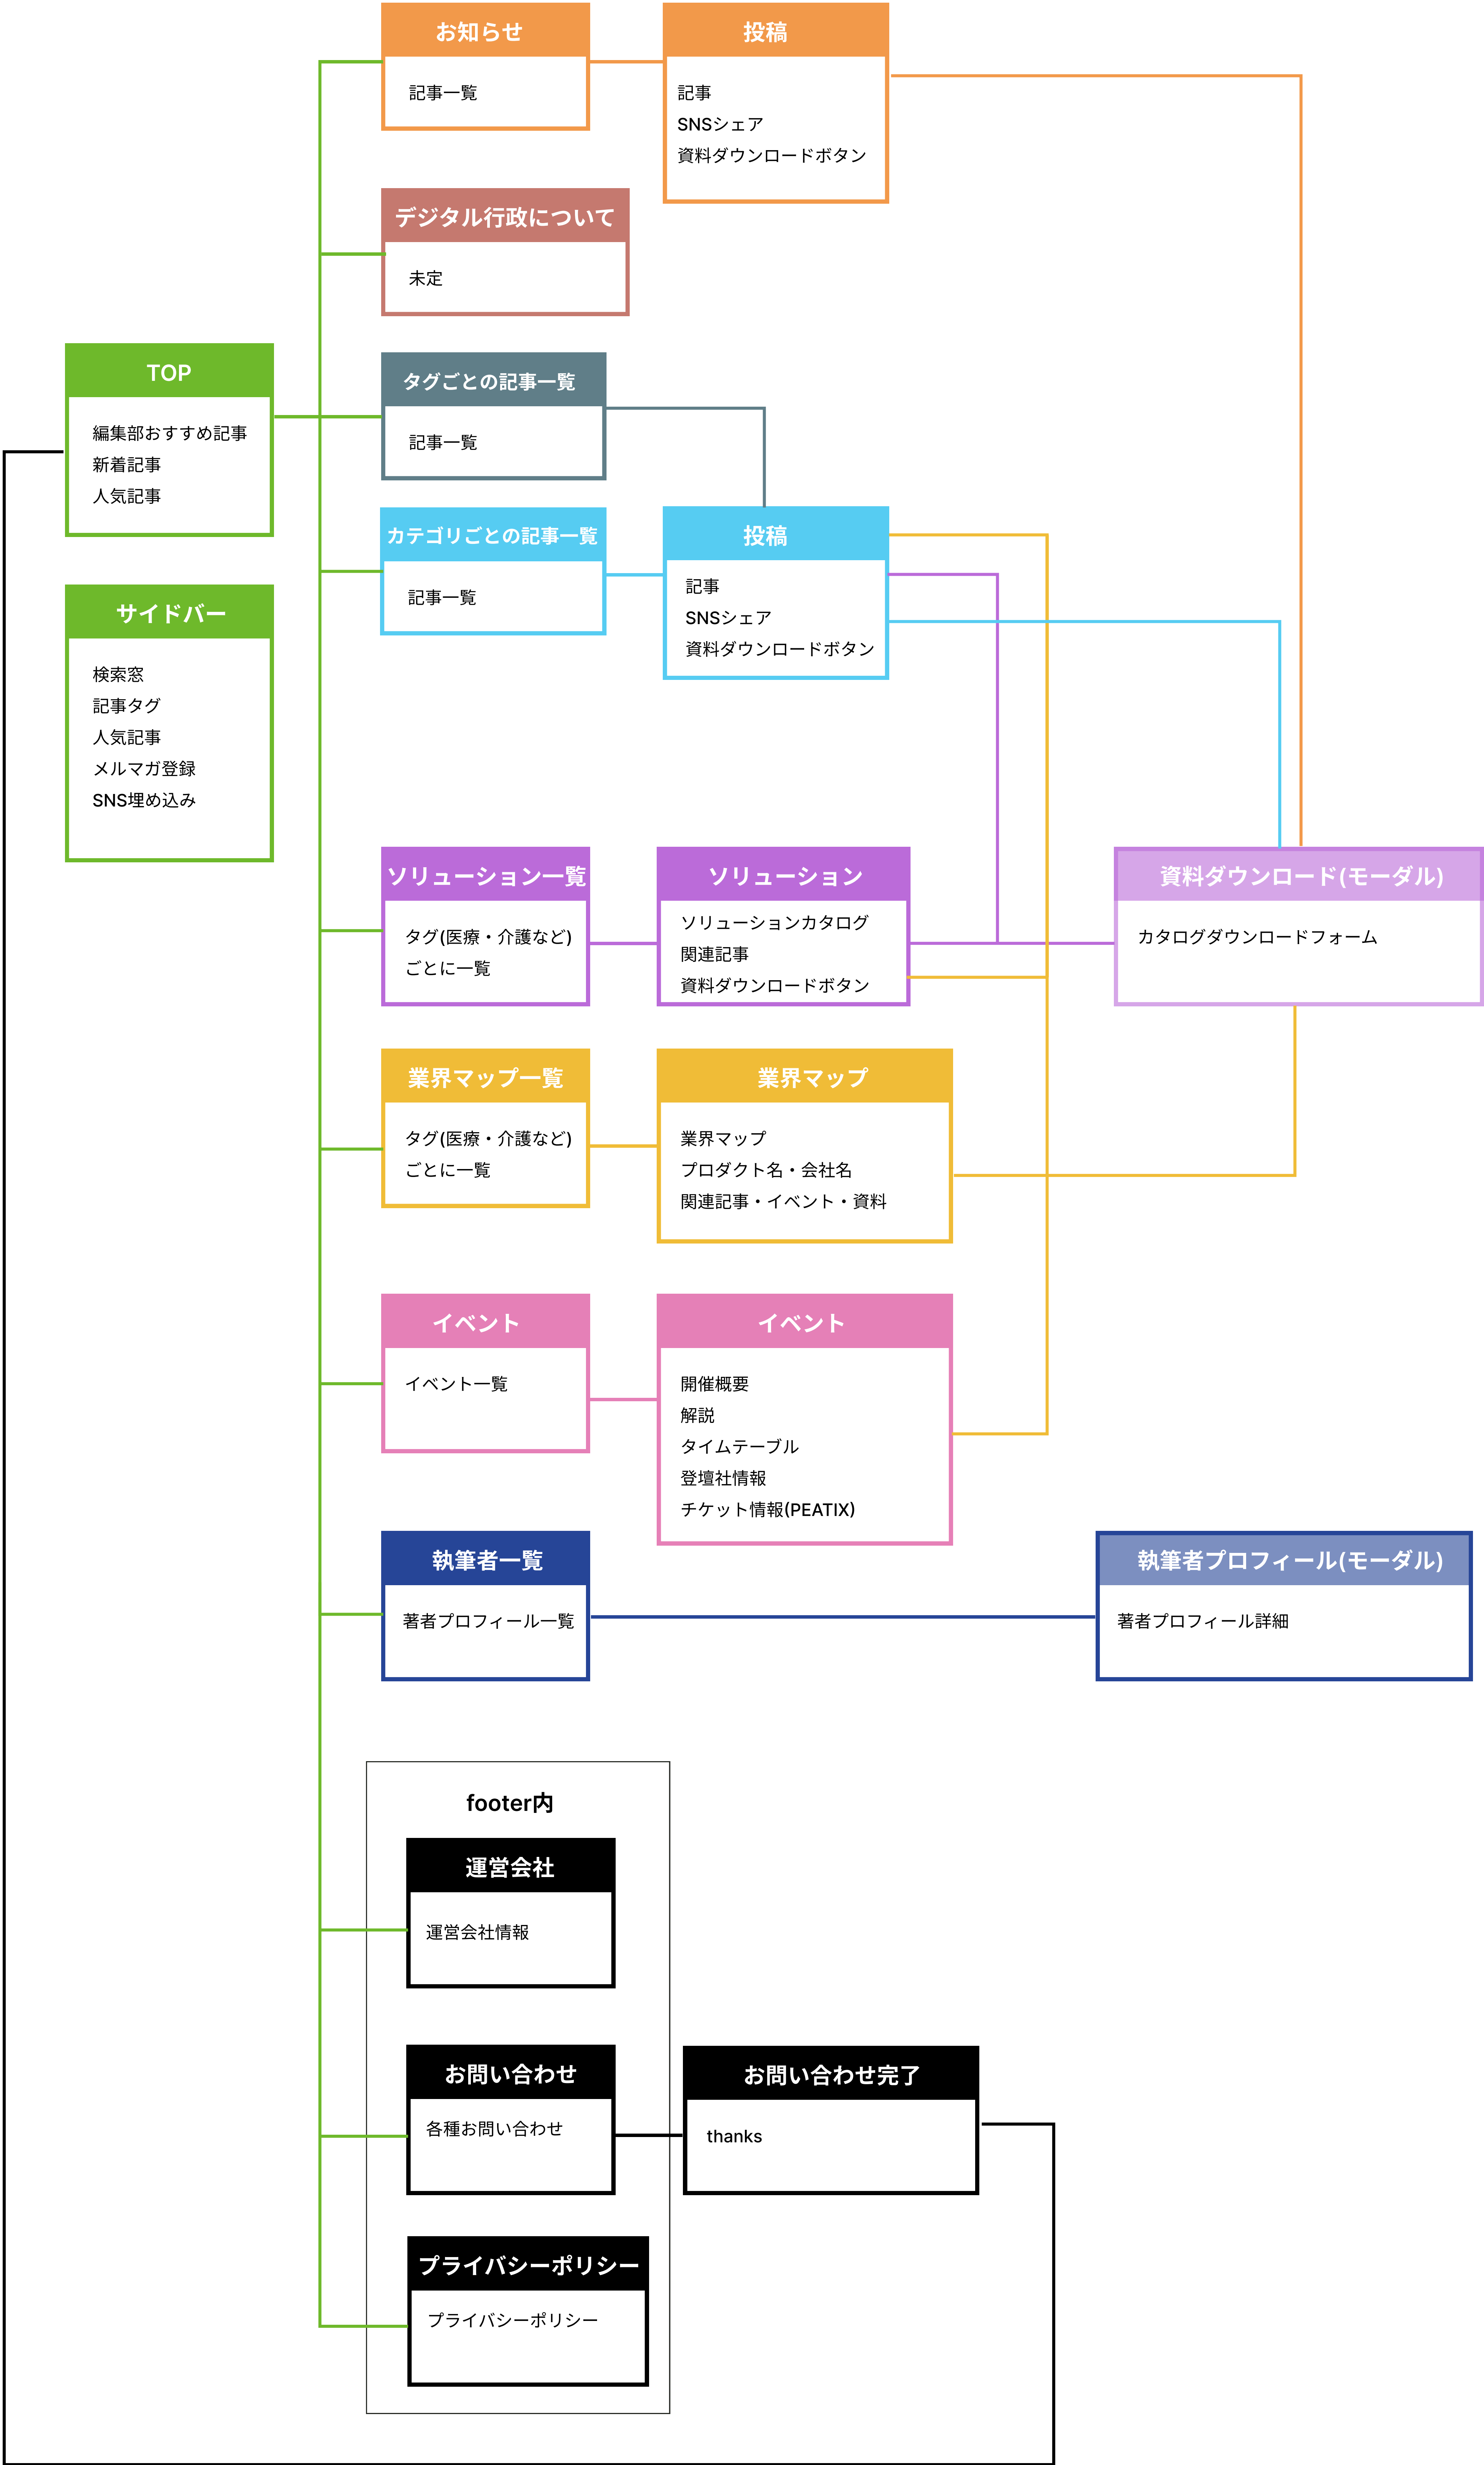 お知らせ
記事一覧
投稿
記事
SNSシェア
資料ダウンロードボタン
デジタル行政について
未定
TOP
編集部おすすめ記事
新着記事
人気記事
タグごとの記事一覧
記事一覧
カテゴリごとの記事一覧
記事一覧
投稿
記事
SNSシェア
資料ダウンロードボタン
サイドバー
検索窓
記事タグ
人気記事
メルマガ登録
SNS埋め込み
ソリューション一覧
タグ(医療・介護など)
ごとに一覧
ソリューション
ソリューションカタログ
関連記事
資料ダウンロードボタン
資料ダウンロード(モーダル)
カタログダウンロードフォーム
業界マップ一覧
タグ(医療・介護など)
ごとに一覧
業界マップ
業界マップ
プロダクト名・会社名
関連記事・イベント・資料
イベント
イベント一覧
イベント
開催概要
解説
タイムテーブル
登壇社情報
チケット情報(PEATIX)
執筆者一覧
著者プロフィール一覧
執筆者プロフィール(モーダル)
著者プロフィール詳細
footer内
運営会社
運営会社情報
お問い合わせ
各種お問い合わせ
お問い合わせ完了
thanks
プライバシーポリシー
プライバシーポリシー